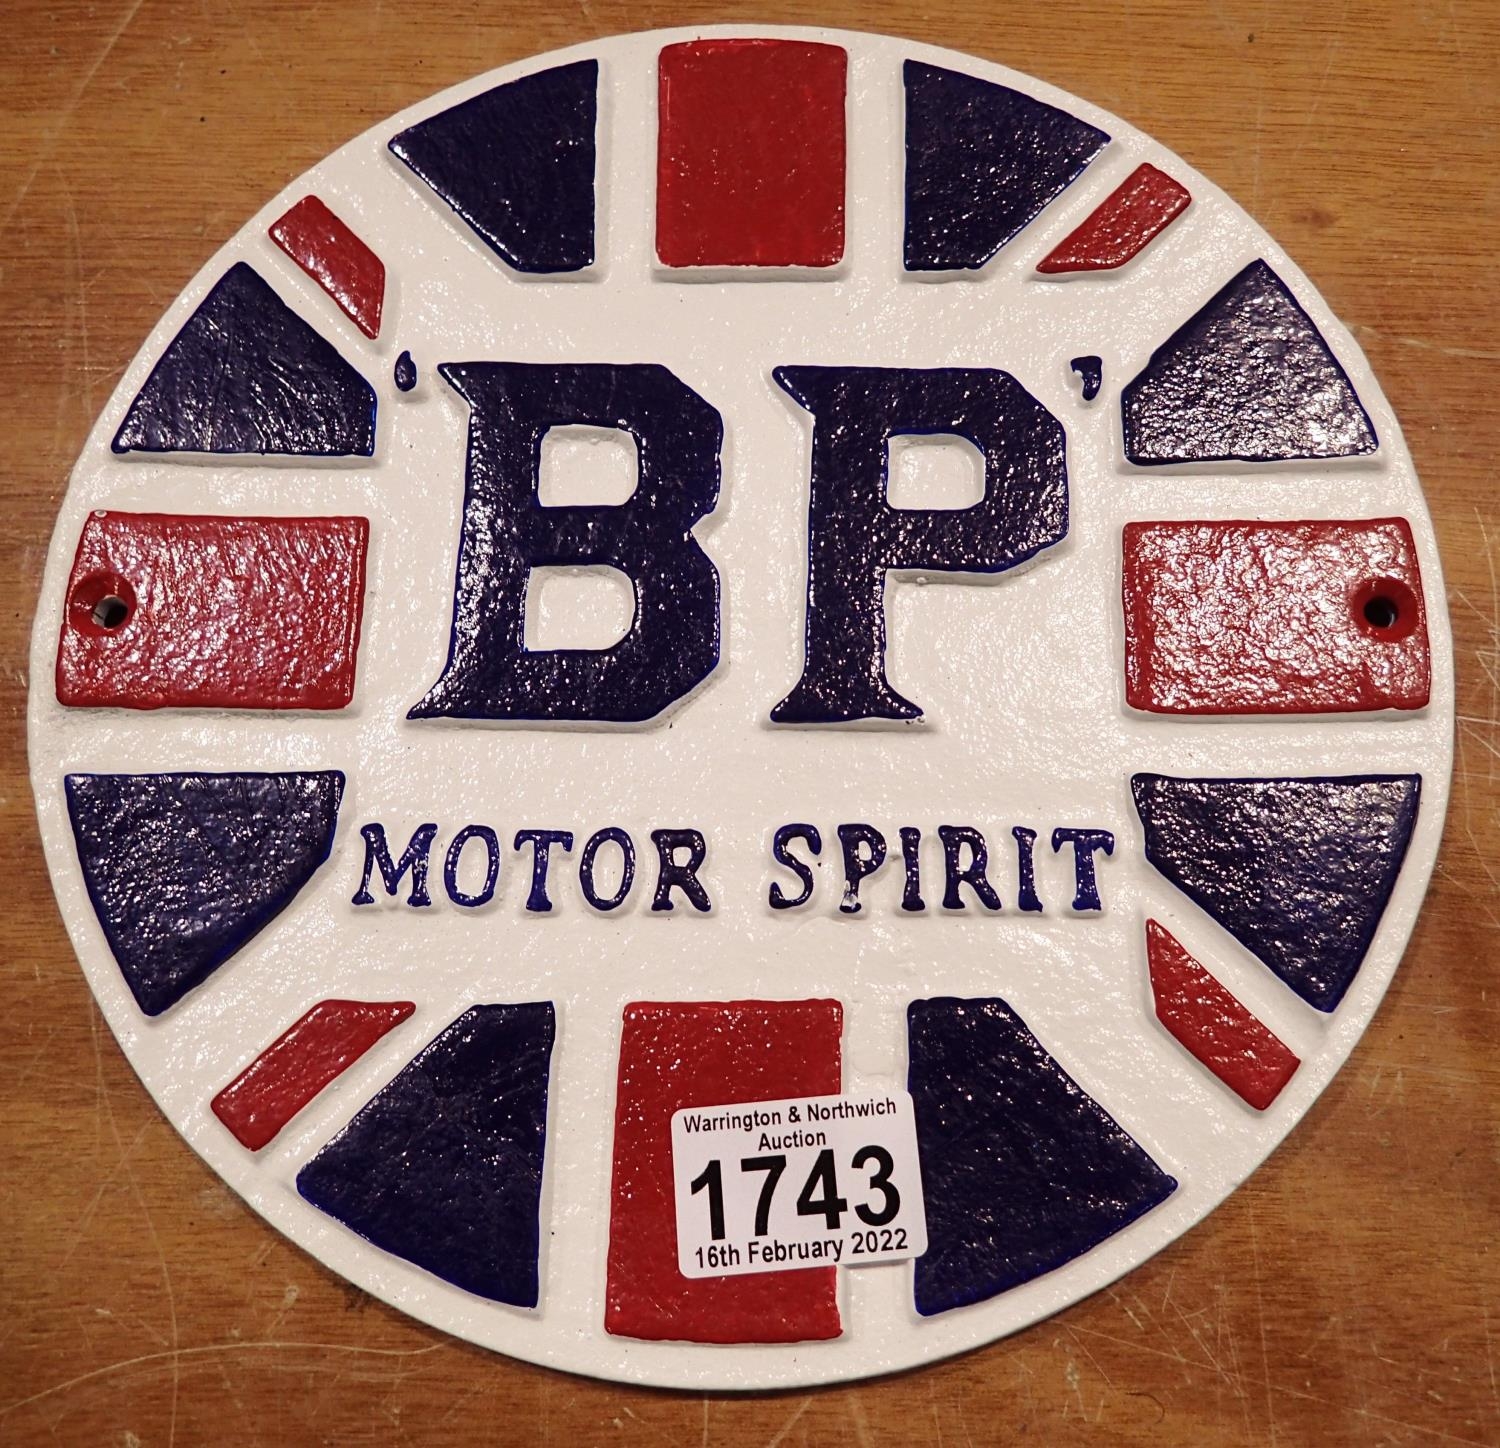 'BP'
MOTOR SPIRIT
Warrington & Northwich
Auction
1743
16th February 2022